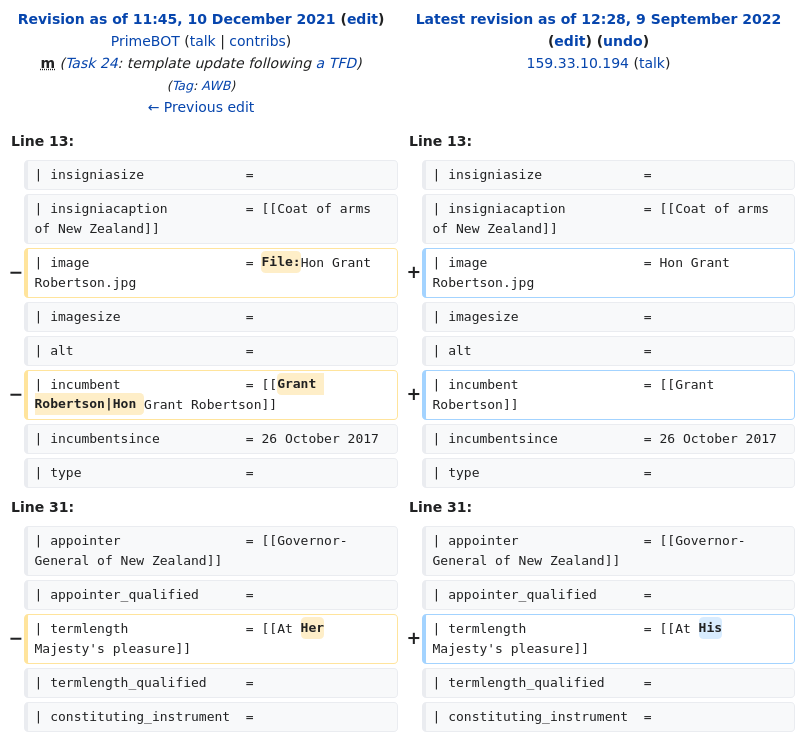 Revision as of 11:45, 10 December 2021 (edit)
PrimeBOT (talk | contribs)
m (Task 24: template update following a TFD)
(Tag: AWB)
← Previous edit
Latest revision as of 12:28, 9 September 2022
(edit) (undo)
159.33.10.194 (talk)
Line 13:
Line 13:
| insigniasize             =
| insigniasize             =
| insigniacaption          = [[Coat of arms
of New Zealand]]
| insigniacaption          = [[Coat of arms
of New Zealand]]
− | image                    = File:Hon Grant
Robertson.jpg
+ | image                    = Hon Grant
Robertson.jpg
| imagesize                =
| imagesize                =
| alt                      =
| alt                      =
− | incumbent                = [[Grant
Robertson|Hon Grant Robertson]]
+ | incumbent                = [[Grant
Robertson]]
| incumbentsince           = 26 October 2017
| incumbentsince           = 26 October 2017
| type                     =
| type                     =
Line 31:
Line 31:
| appointer                = [[Governor-
General of New Zealand]]
| appointer                = [[Governor-
General of New Zealand]]
| appointer_qualified      =
| appointer_qualified      =
− | termlength               = [[At Her
Majesty's pleasure]]
+ | termlength               = [[At His
Majesty's pleasure]]
| termlength_qualified     =
| termlength_qualified     =
| constituting_instrument  =
| constituting_instrument  =